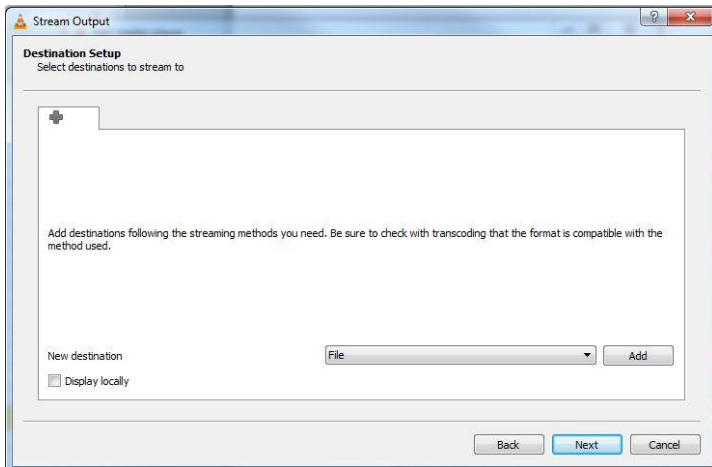 Stream Output
Destination Setup
Select destinations to stream to
Add destinations following the streaming methods you need. Be sure to check with transcoding that the format is compatible with the
method used.
New destination
File
Add
Display locally
Back
Next
Cancel